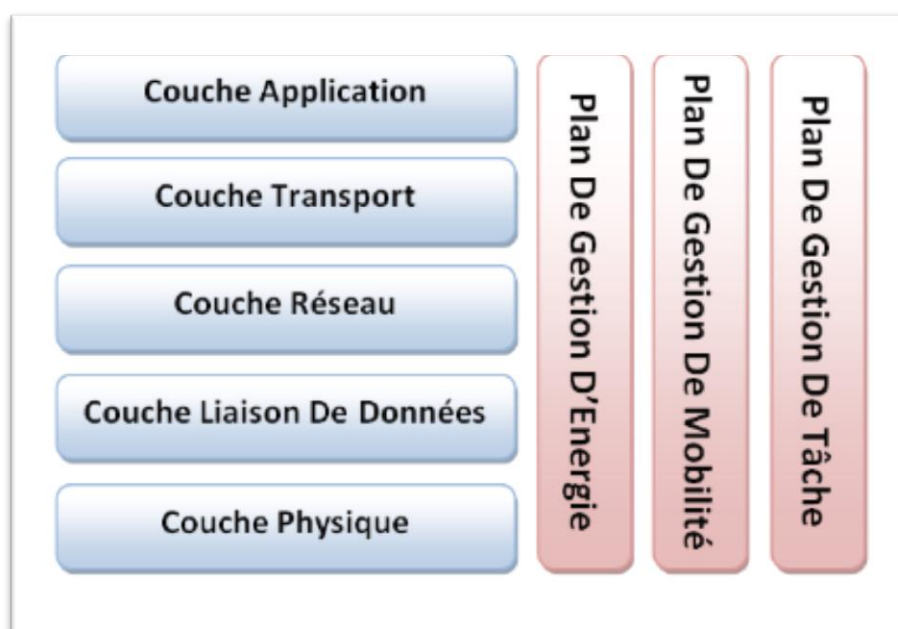 Couche Application
Couche Transport
Couche Réseau
Couche Liaison De Données
Couche Physique
Plan De Gestion D'Energie
Plan De Gestion De Mobilité
Plan De Gestion De Tâche